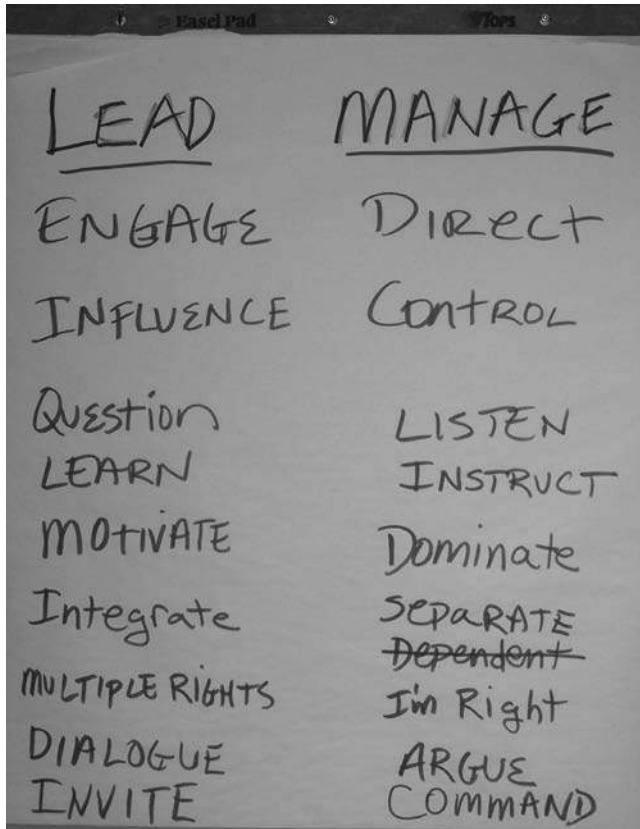 Easel Pad Tops
LEAD MANAGE
ENGAGE DIRect
INFLUENCE CONTROL
Question LISTEN
LEARN INSTRUCT
MOTIVATE Dominate
Integrate SEPARATE
Dependent
MULTIPLE RIGHTS I'm Right
DIALOGUE ARGUE
INVITE COMMAND